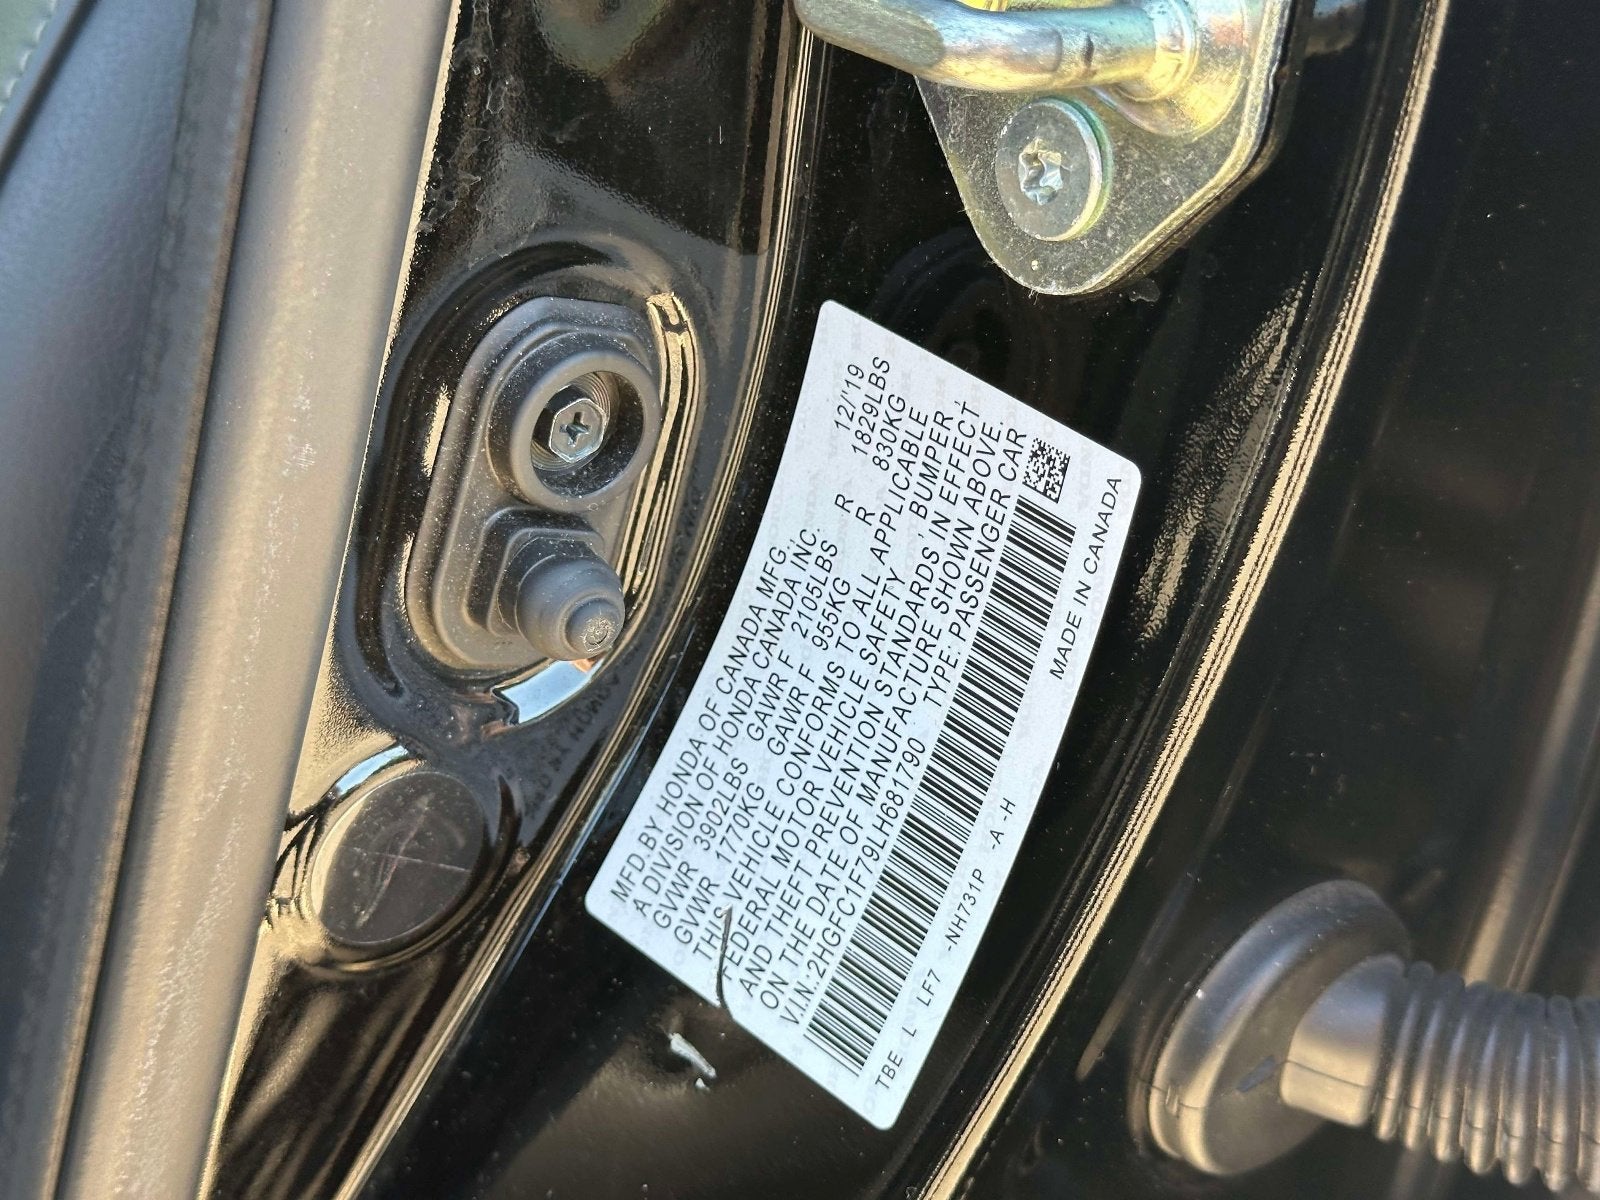 MFD.BY HONDA OF CANADA MFG. 12/'19
A DIVISION OF HONDA CANADA INC.
GVWR 3902LBS GAWR F 2105LBS R 1829LBS
GVWR 1770KG GAWR F 955KG R 830KG
THIS VEHICLE CONFORMS TO ALL APPLICABLE
FEDERAL MOTOR VEHICLE SAFETY, BUMPER,
AND THEFT PREVENTION STANDARDS IN EFFECT
ON THE DATE OF MANUFACTURE SHOWN ABOVE.
V.I.N.:2HGFC1F79LH681790 TYPE: PASSENGER CAR
TBE L LF7 -NH731P -A -H MADE IN CANADA